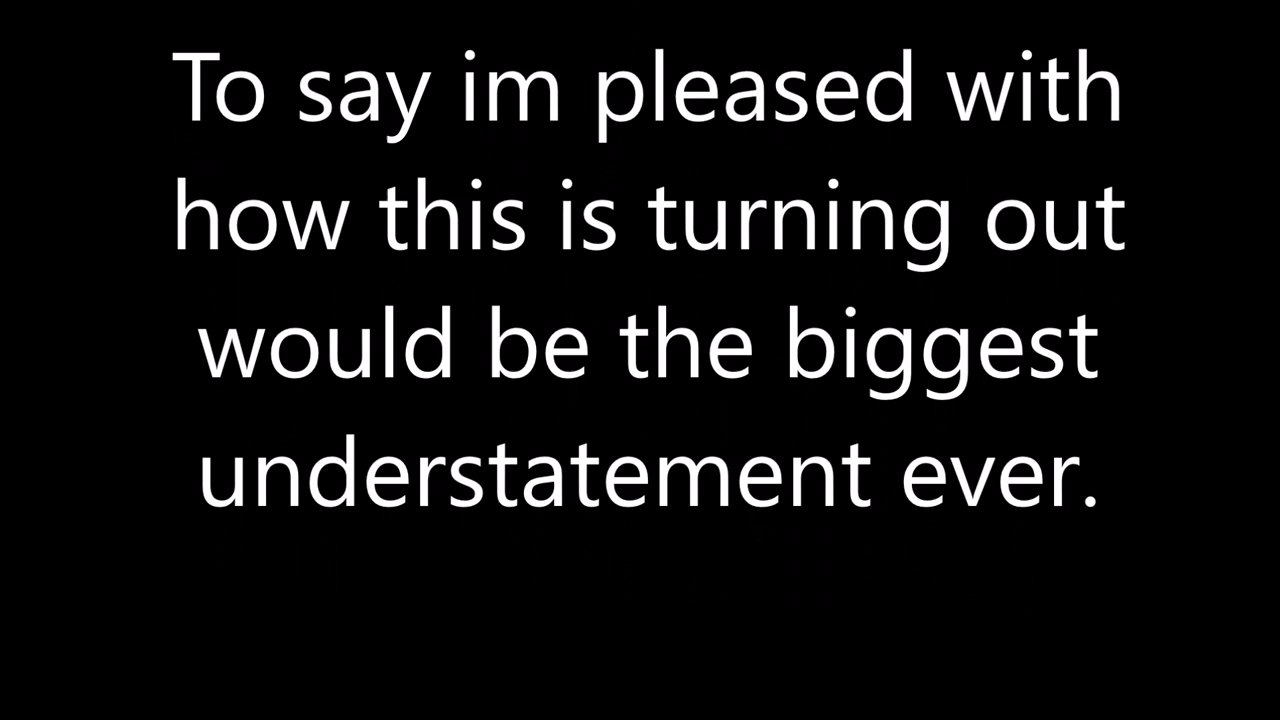 To say im pleased with
how this is turning out
would be the biggest
understatement ever.